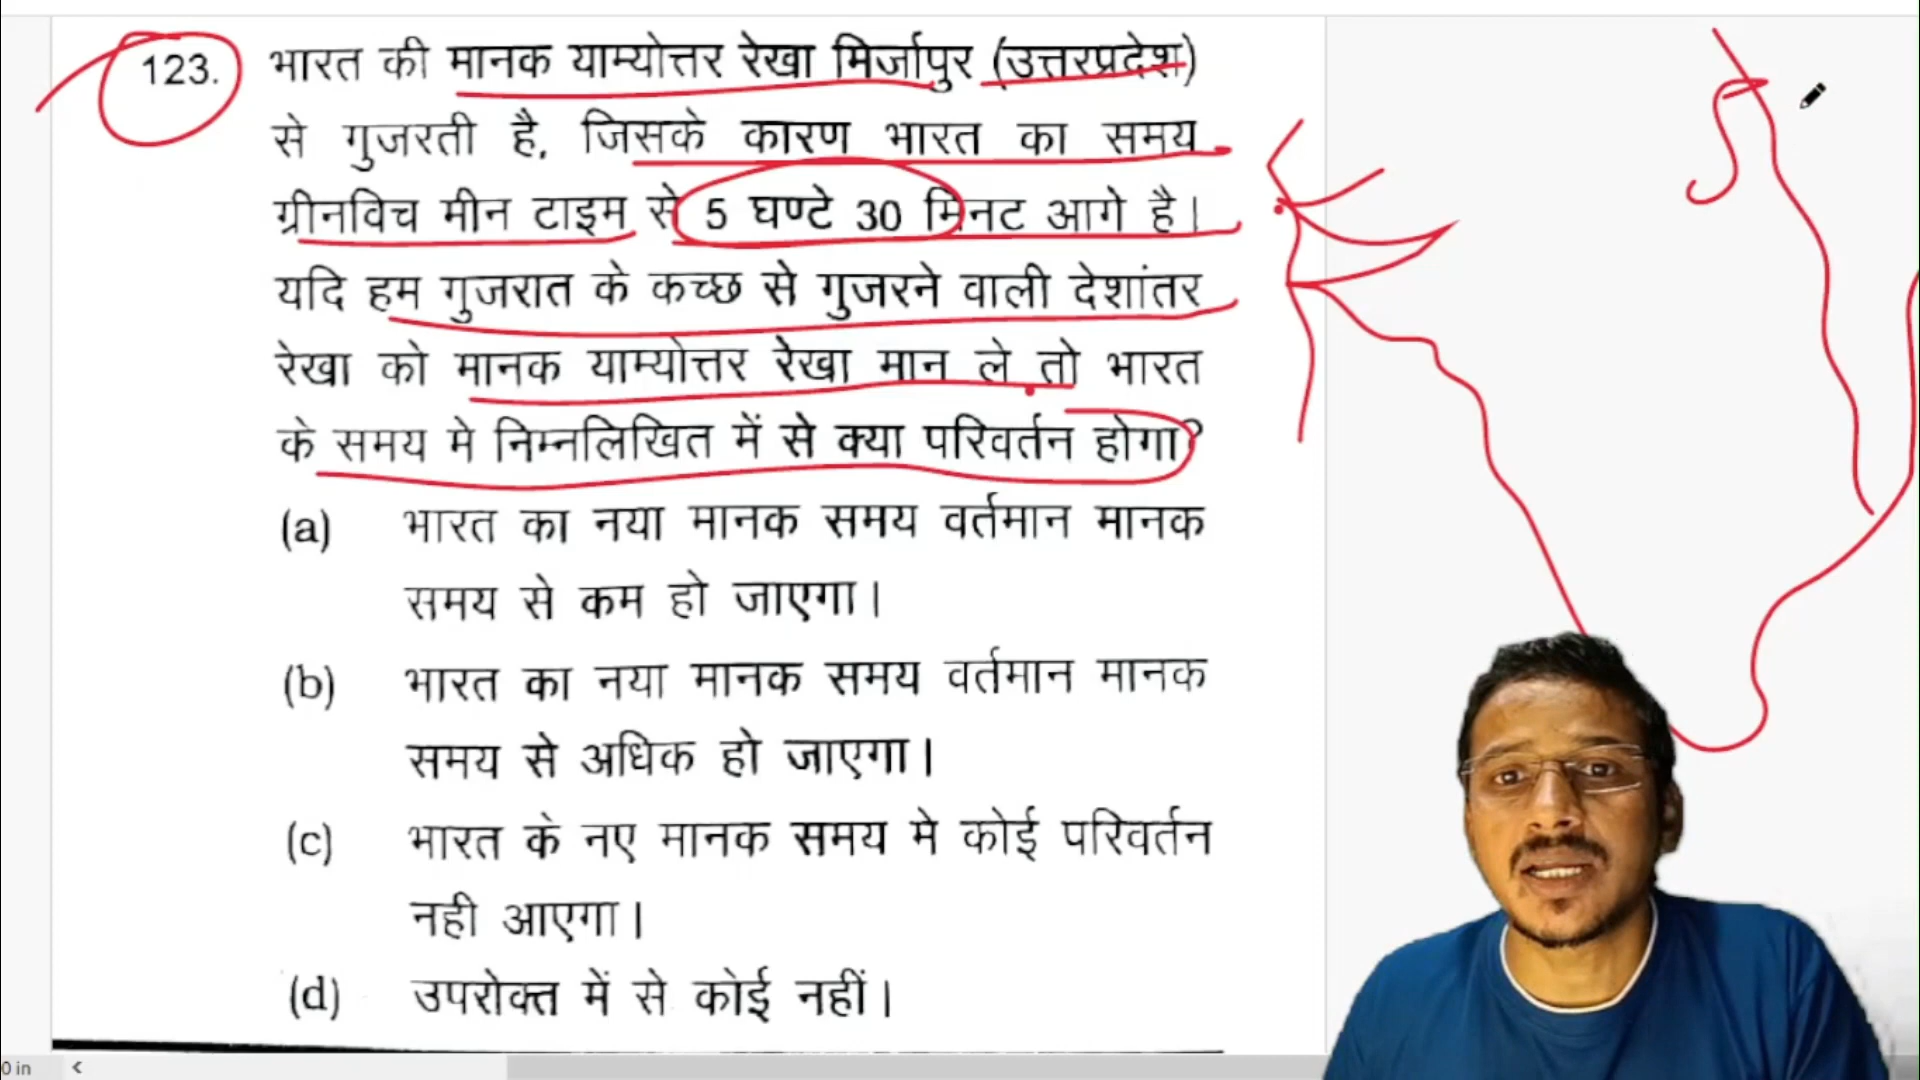 123. भारत की मानक याम्योत्तर रेखा मिर्जापुर (उत्तरप्रदेश)
से गुजरती है, जिसके कारण भारत का समय
ग्रीनविच मीन टाइम से 5 घण्टे 30 मिनट आगे है।
यदि हम गुजरात के कच्छ से गुजरने वाली देशांतर
रेखा को मानक याम्योत्तर रेखा मान ले तो भारत
के समय मे निम्नलिखित में से क्या परिवर्तन होगा?
(a) भारत का नया मानक समय वर्तमान मानक
समय से कम हो जाएगा।
(b) भारत का नया मानक समय वर्तमान मानक
समय से अधिक हो जाएगा।
(c) भारत के नए मानक समय मे कोई परिवर्तन
नही आएगा।
(d) उपरोक्त में से कोई नहीं।
0 in <